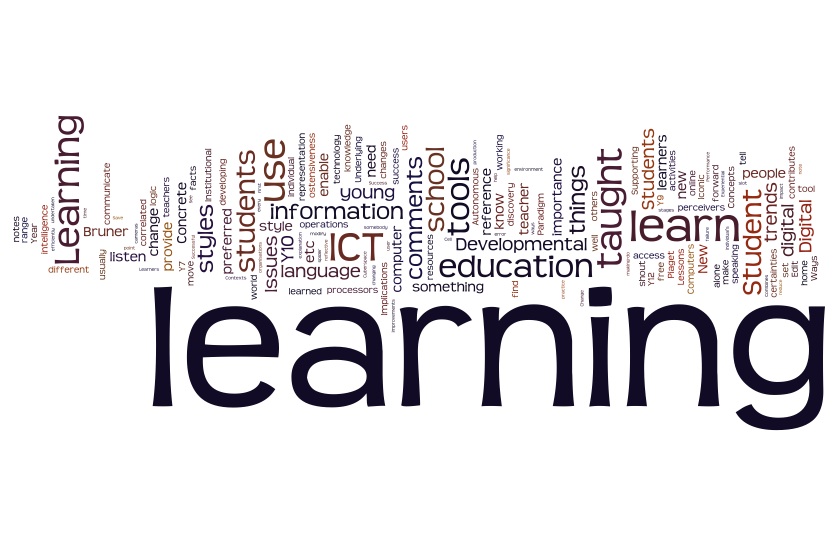 notes
range
Year
intelligence
Learning
different
communicate
Bruner
usually
listen
correlated
change
logic
provide
teachers
Y7
concrete
move
facts
styles
institutional
preferred
developing
students
world
style
Issues
use
information
Y10
operations
language
learned
individual
representation
ostensiveness
etc
enable
technology
knowledge
underlying
young
need
changes
success
users
ICT
processors
Implications
computer
comments
something
school
resources
tools
Developmental
education
Autonomous
reference
know
working
discovery
find
teacher
Paradigm
importance
things
others
well
taught
learn
Supporting
Students
Y9
learners
activities
new
online
Iconic
forward
Concepts
perceivers
tell
people
access
shout
Y12
free
Piaget
Lessons
Computers
New
alone
make
speaking
student
certainties
trends
set
digital
Edit
contributes
Digital
tool
home
Ways
learning